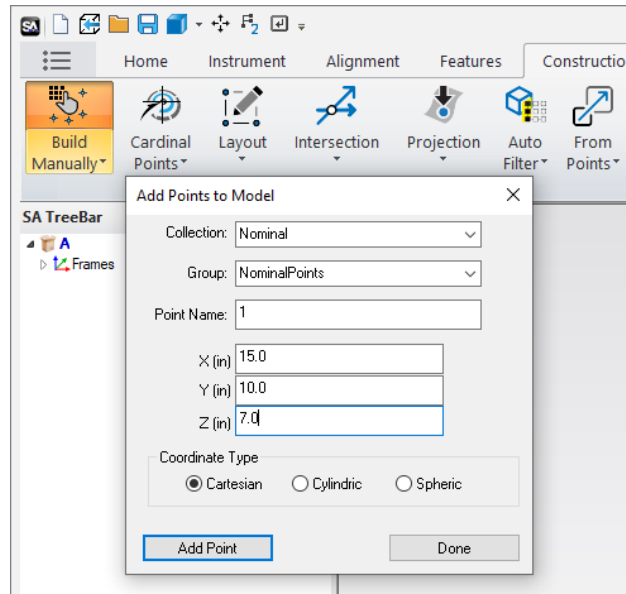 SA
Home Instrument Alignment Features Constructio
Build Manually
Cardinal Points
Layout
Intersection
Projection
Auto Filter
From Points
SA TreeBar
A
Frames
Add Points to Model
Collection: Nominal
Group: NominalPoints
Point Name: 1
X (in) 15.0
Y (in) 10.0
Z (in) 7.0
Coordinate Type
Cartesian Cylindric Spheric
Add Point Done